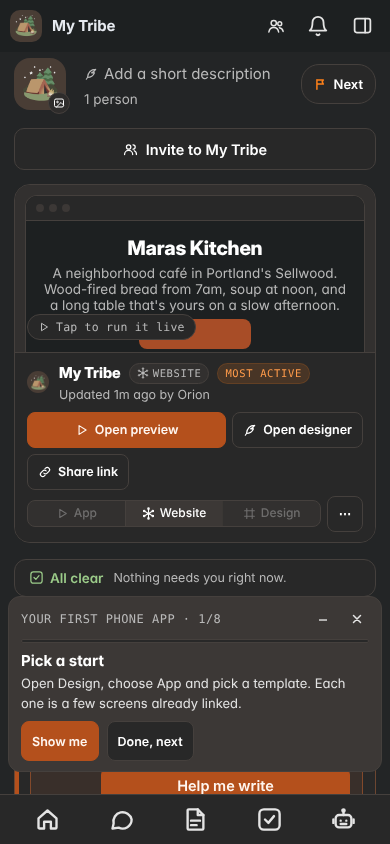 My Tribe
Add a short description
1 person
Next
Invite to My Tribe
Maras Kitchen
A neighborhood café in Portland's Sellwood.
Wood-fired bread from 7am, soup at noon, and
a long table that's yours on a slow afternoon.
Tap to run it live
My Tribe
WEBSITE
MOST ACTIVE
Updated 1m ago by Orion
Open preview
Open designer
Share link
App
Website
Design
All clear
Nothing needs you right now.
YOUR FIRST PHONE APP · 1/8
Pick a start
Open Design, choose App and pick a template. Each
one is a few screens already linked.
Show me
Done, next
Help me write